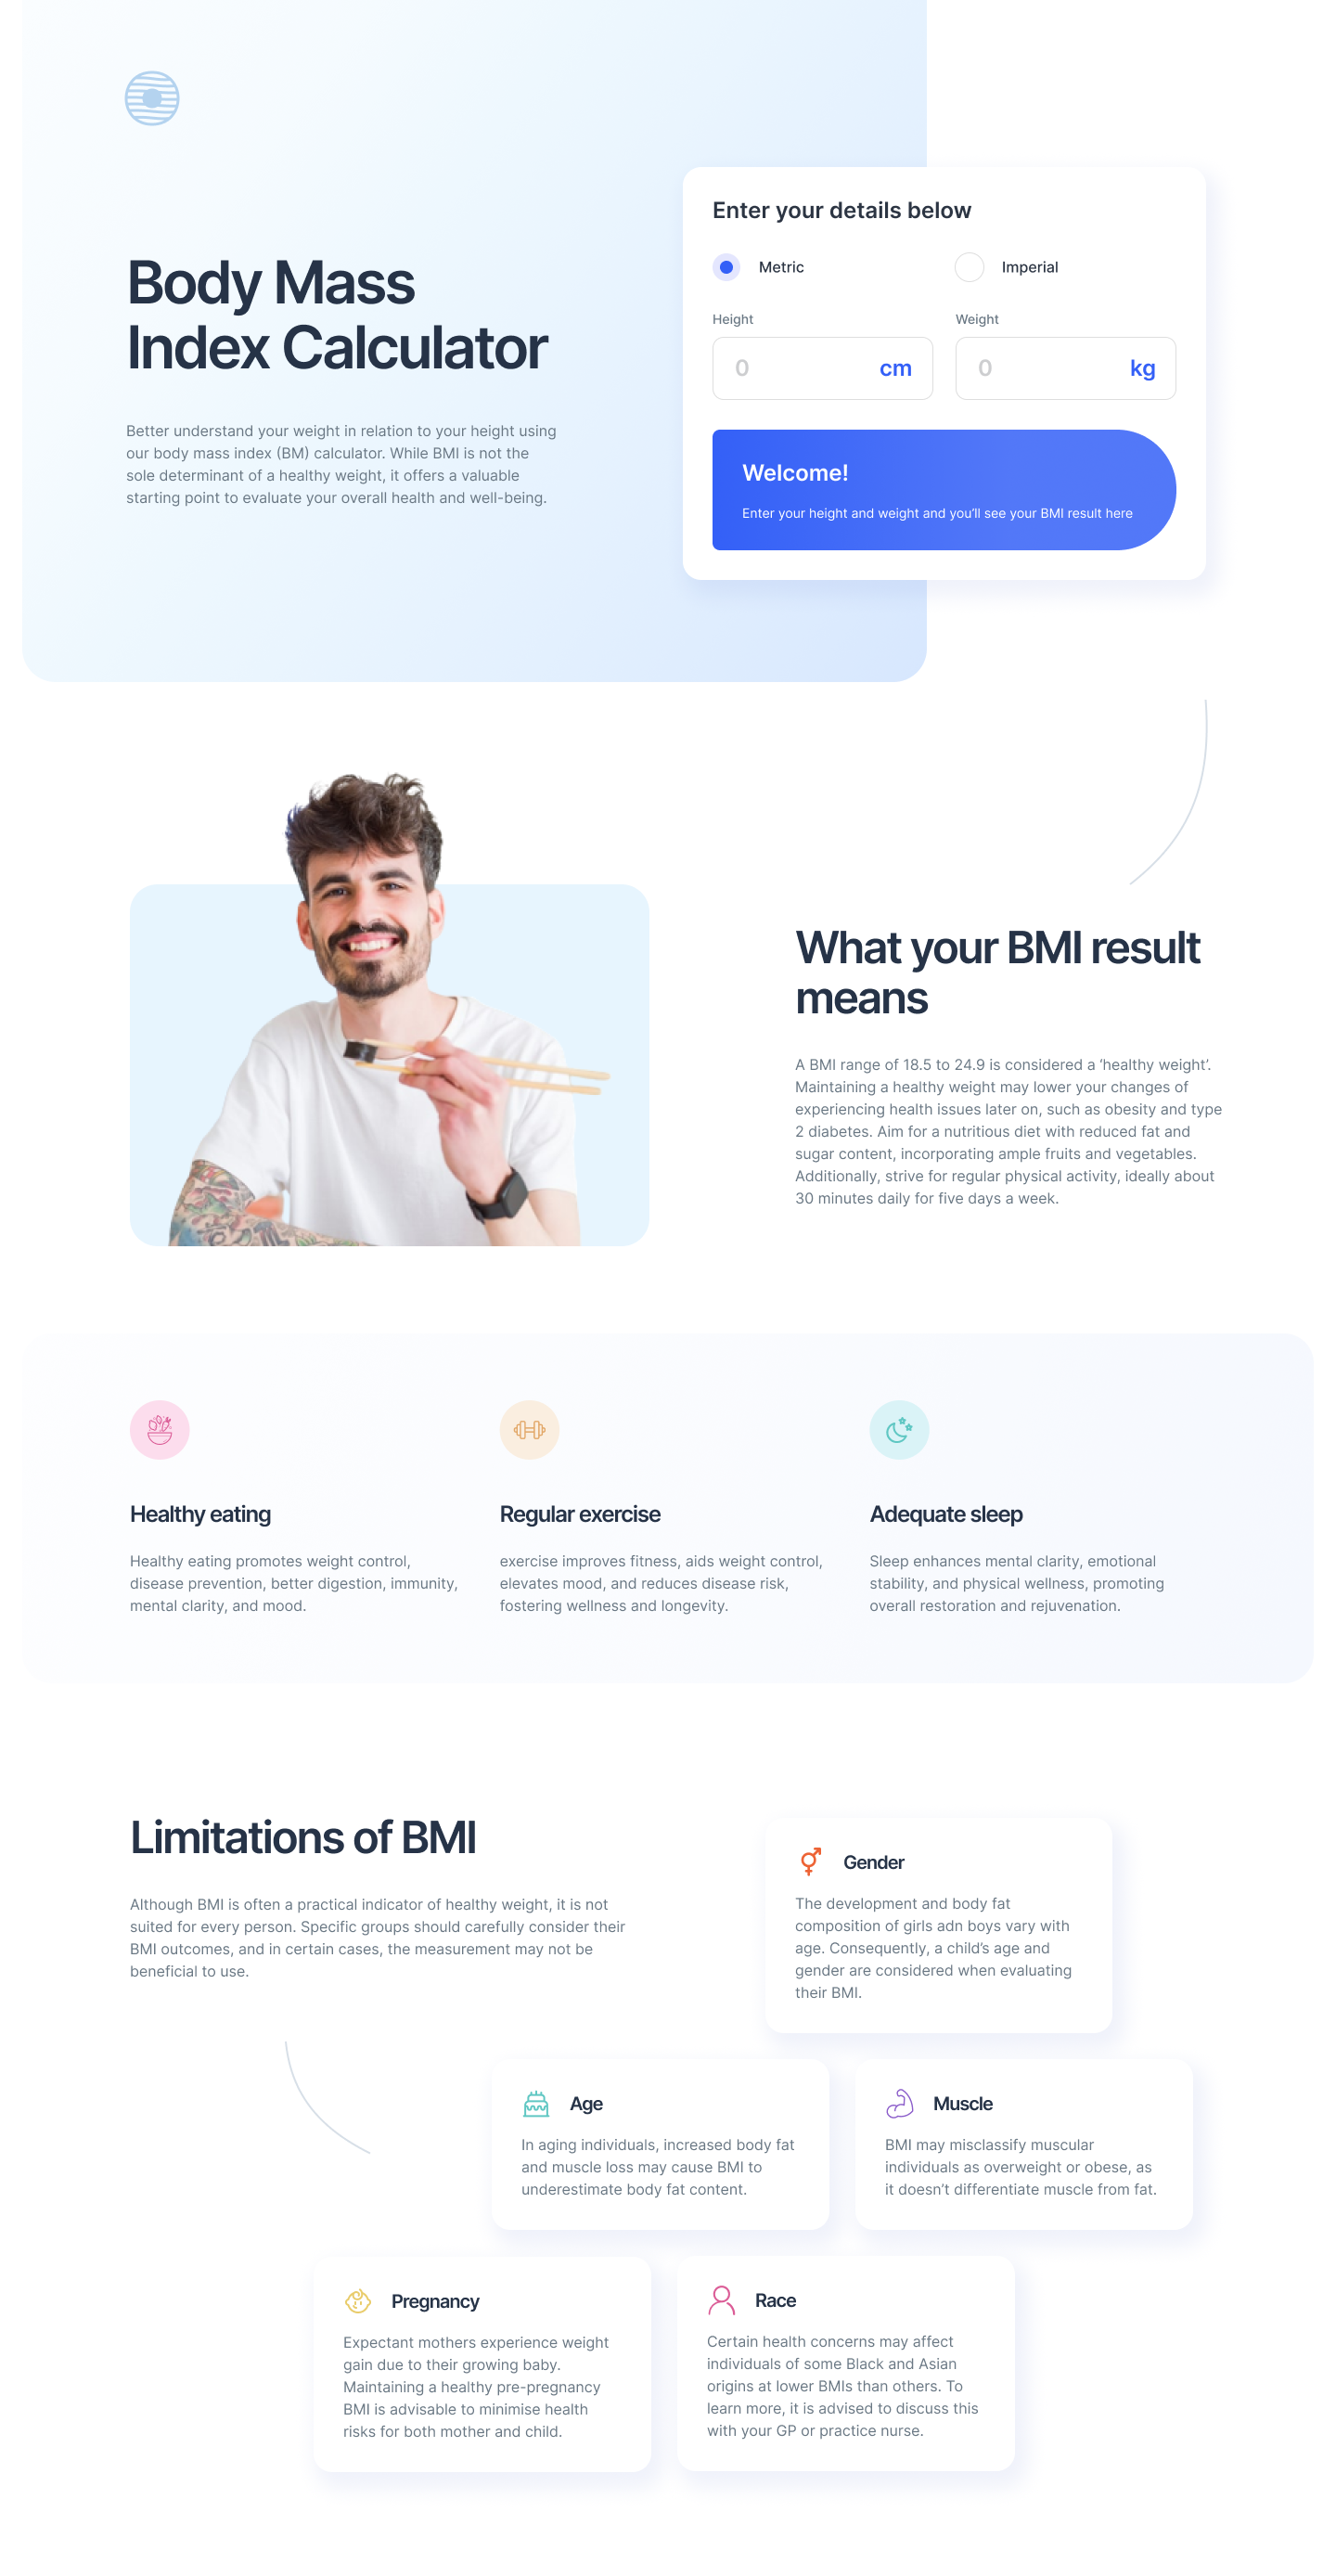 Body Mass
Index Calculator
Better understand your weight in relation to your height using
our body mass index (BM) calculator. While BMI is not the
sole determinant of a healthy weight, it offers a valuable
starting point to evaluate your overall health and well-being.
Enter your details below
Metric
Imperial
Height
Weight
0 cm
0 kg
Welcome!
Enter your height and weight and you’ll see your BMI result here
What your BMI result
means
A BMI range of 18.5 to 24.9 is considered a ‘healthy weight’.
Maintaining a healthy weight may lower your changes of
experiencing health issues later on, such as obesity and type
2 diabetes. Aim for a nutritious diet with reduced fat and
sugar content, incorporating ample fruits and vegetables.
Additionally, strive for regular physical activity, ideally about
30 minutes daily for five days a week.
Healthy eating
Healthy eating promotes weight control,
disease prevention, better digestion, immunity,
mental clarity, and mood.
Regular exercise
exercise improves fitness, aids weight control,
elevates mood, and reduces disease risk,
fostering wellness and longevity.
Adequate sleep
Sleep enhances mental clarity, emotional
stability, and physical wellness, promoting
overall restoration and rejuvenation.
Limitations of BMI
Although BMI is often a practical indicator of healthy weight, it is not
suited for every person. Specific groups should carefully consider their
BMI outcomes, and in certain cases, the measurement may not be
beneficial to use.
Gender
The development and body fat
composition of girls adn boys vary with
age. Consequently, a child’s age and
gender are considered when evaluating
their BMI.
Age
In aging individuals, increased body fat
and muscle loss may cause BMI to
underestimate body fat content.
Muscle
BMI may misclassify muscular
individuals as overweight or obese, as
it doesn’t differentiate muscle from fat.
Pregnancy
Expectant mothers experience weight
gain due to their growing baby.
Maintaining a healthy pre-pregnancy
BMI is advisable to minimise health
risks for both mother and child.
Race
Certain health concerns may affect
individuals of some Black and Asian
origins at lower BMIs than others. To
learn more, it is advised to discuss this
with your GP or practice nurse.